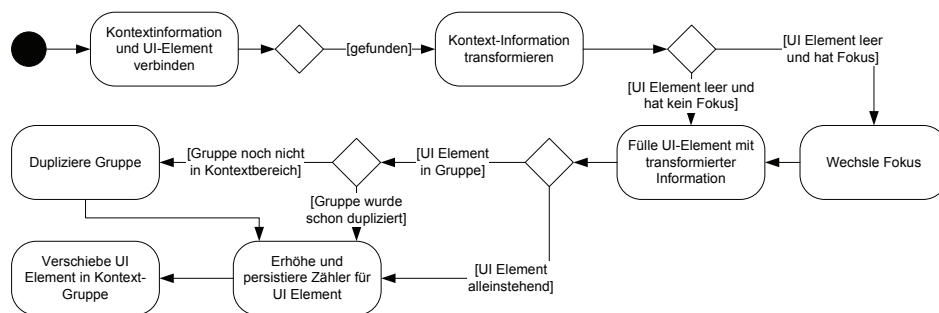 Kontextinformation
und UI-Element
verbinden
[gefunden]
Kontext-Information
transformieren
[UI Element leer
und hat Fokus]
[UI Element leer und
hat kein Fokus]
Wechsle Fokus
Fülle UI-Element mit
transformierter
Information
[UI Element
in Gruppe]
[Gruppe noch nicht
in Kontextbereich]
Dupliziere Gruppe
[Gruppe wurde
schon dupliziert]
[UI Element
alleinstehend]
Erhöhe und
persistiere Zähler für
UI Element
Verschiebe UI
Element in Kontext-
Gruppe